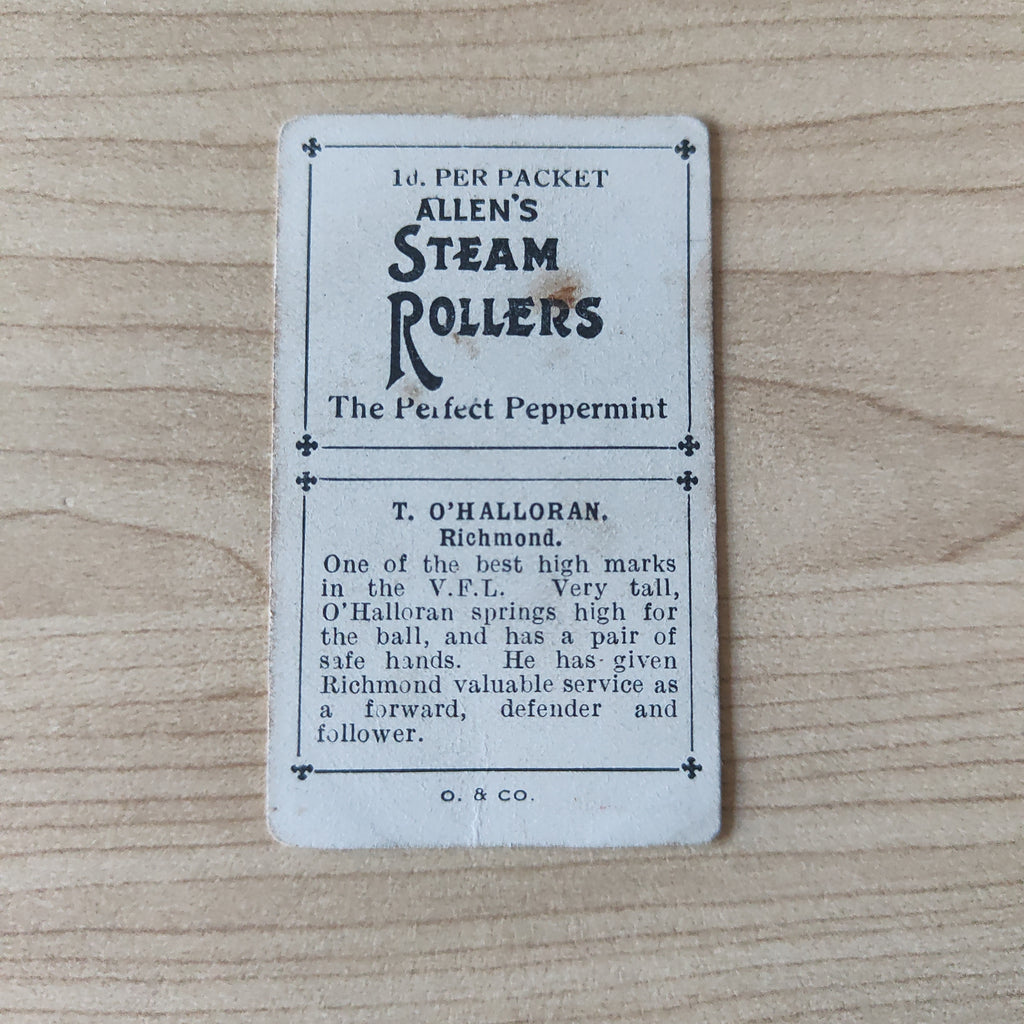 1d. PER PACKET
ALLEN'S
STEAM
ROLLERS
The Perfect Peppermint
T. O'HALLORAN.
Richmond.
One of the best high marks
in the V.F.L. Very tall,
O'Halloran springs high for
the ball, and has a pair of
safe hands. He has given
Richmond valuable service as
a forward, defender and
follower.
O. & CO.